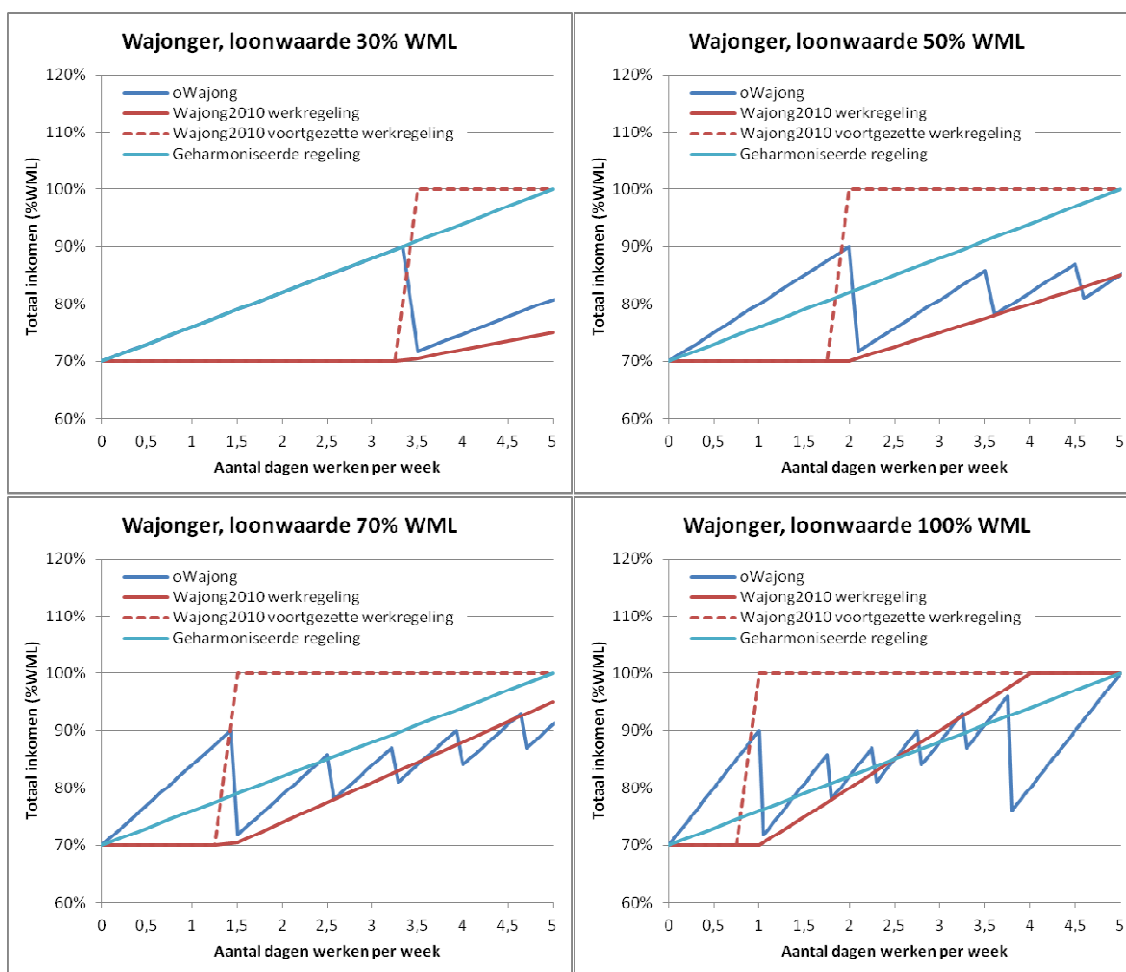 Wajonger, loonwaarde 30% WML
120%
110%
100%
90%
80%
70%
60%
Totaal inkomen (%WML)
oWajong
Wajong2010 werkregeling
Wajong2010 voortgezette werkregeling
Geharmoniseerde regeling
0 0,5 1 1,5 2 2,5 3 3,5 4 4,5 5
Aantal dagen werken per week
Wajonger, loonwaarde 50% WML
120%
110%
100%
90%
80%
70%
60%
Totaal inkomen (%WML)
oWajong
Wajong2010 werkregeling
Wajong2010 voortgezette werkregeling
Geharmoniseerde regeling
0 0,5 1 1,5 2 2,5 3 3,5 4 4,5 5
Aantal dagen werken per week
Wajonger, loonwaarde 70% WML
120%
110%
100%
90%
80%
70%
60%
Totaal inkomen (%WML)
oWajong
Wajong2010 werkregeling
Wajong2010 voortgezette werkregeling
Geharmoniseerde regeling
0 0,5 1 1,5 2 2,5 3 3,5 4 4,5 5
Aantal dagen werken per week
Wajonger, loonwaarde 100% WML
120%
110%
100%
90%
80%
70%
60%
Totaal inkomen (%WML)
oWajong
Wajong2010 werkregeling
Wajong2010 voortgezette werkregeling
Geharmoniseerde regeling
0 0,5 1 1,5 2 2,5 3 3,5 4 4,5 5
Aantal dagen werken per week